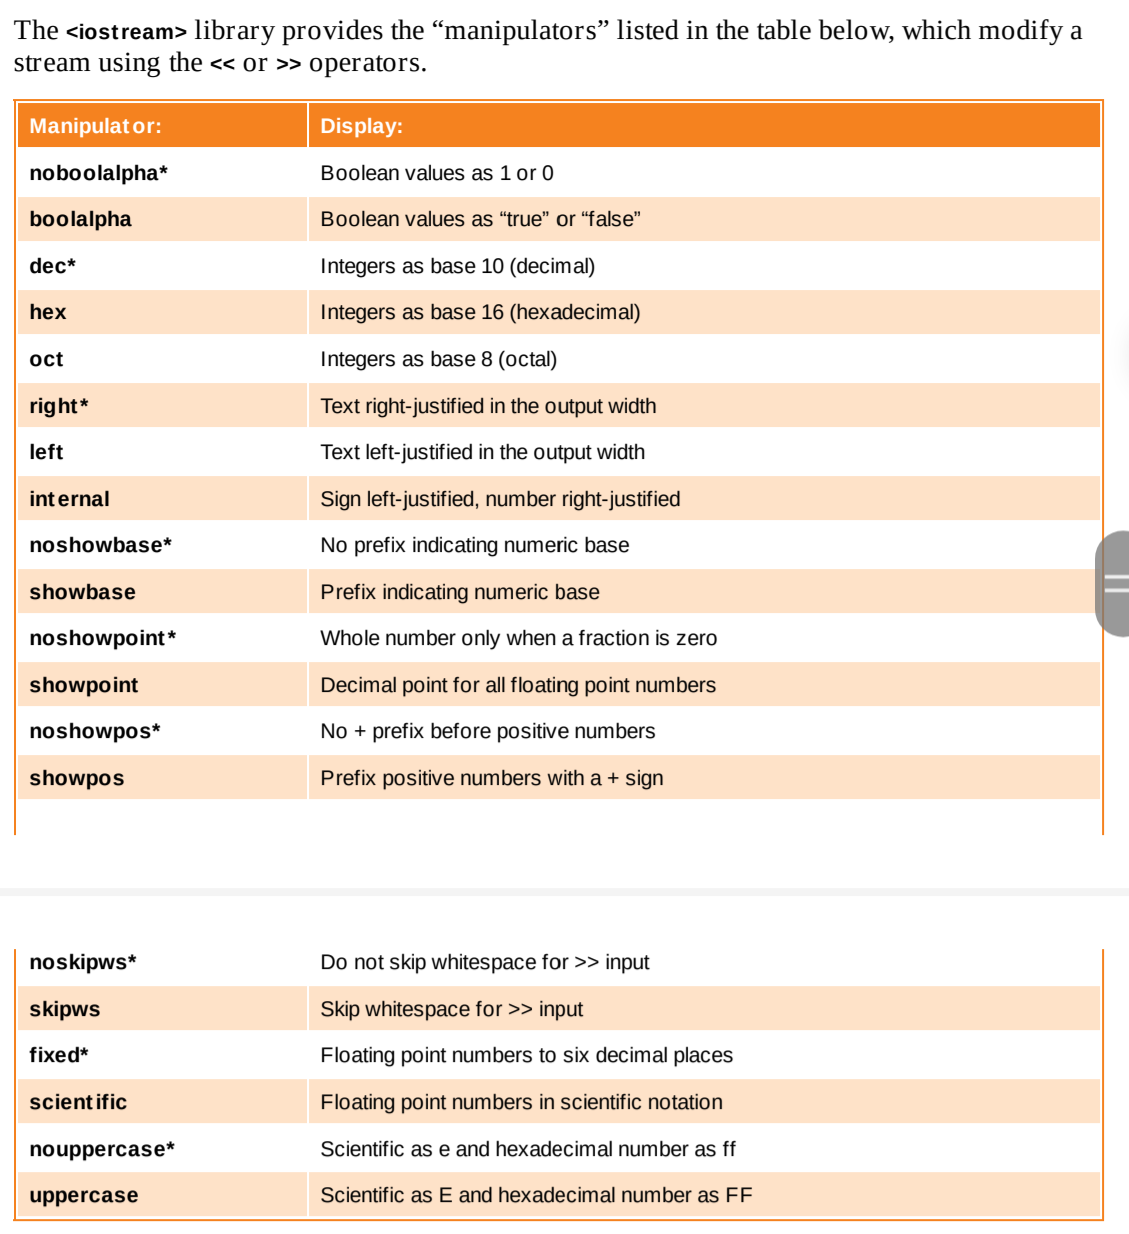 The <iostream> library provides the “manipulators” listed in the table below, which modify a
stream using the << or >> operators.
Manipulator: Display:
noboolalpha* Boolean values as 1 or 0
boolalpha Boolean values as “true” or “false”
dec* Integers as base 10 (decimal)
hex Integers as base 16 (hexadecimal)
oct Integers as base 8 (octal)
right* Text right-justified in the output width
left Text left-justified in the output width
internal Sign left-justified, number right-justified
noshowbase* No prefix indicating numeric base
showbase Prefix indicating numeric base
noshowpoint* Whole number only when a fraction is zero
showpoint Decimal point for all floating point numbers
noshowpos* No + prefix before positive numbers
showpos Prefix positive numbers with a + sign
noskipws* Do not skip whitespace for >> input
skipws Skip whitespace for >> input
fixed* Floating point numbers to six decimal places
scientific Floating point numbers in scientific notation
nouppercase* Scientific as e and hexadecimal number as ff
uppercase Scientific as E and hexadecimal number as FF